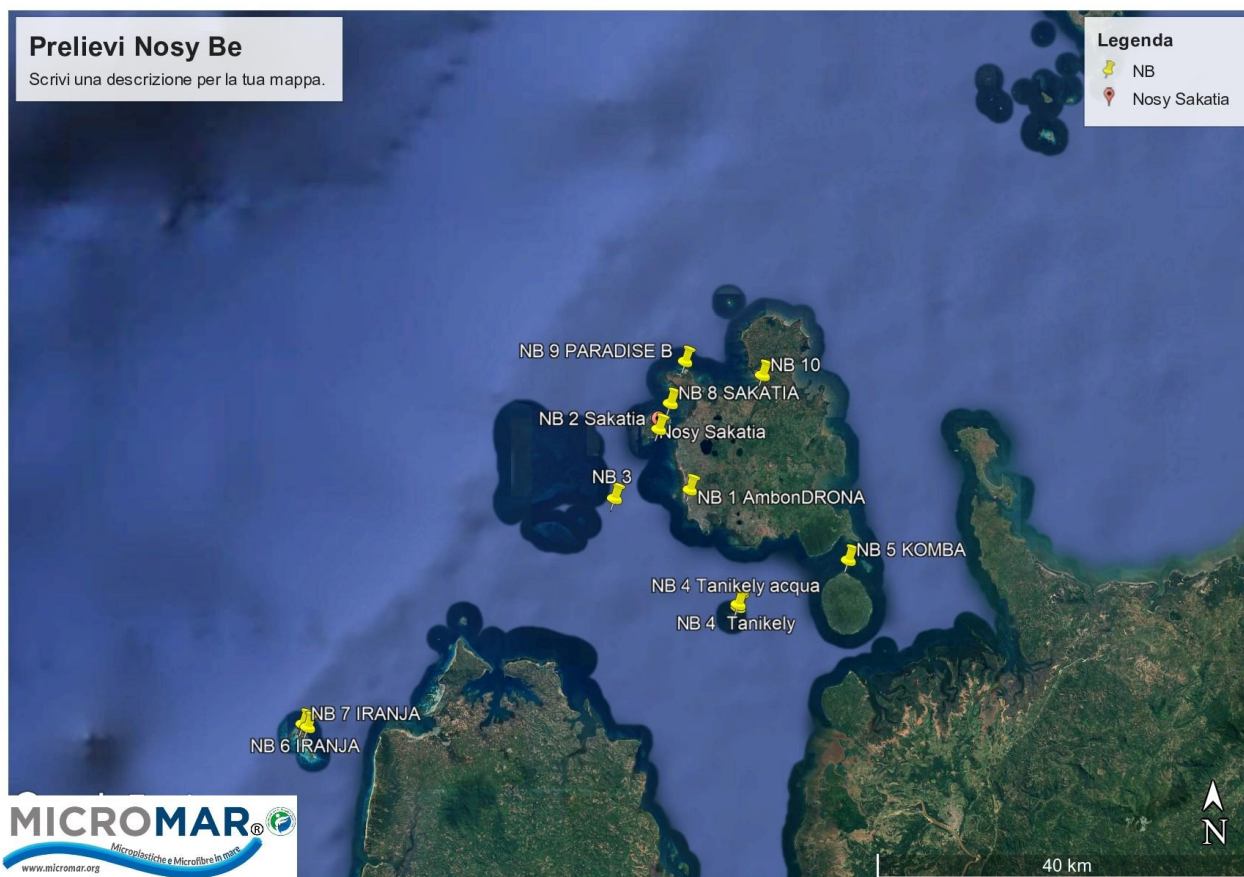 Prelievi Nosy Be
Scrivi una descrizione per la tua mappa.
Legenda
NB
Nosy Sakatia
NB 9 PARADISE B
NB 10
NB 8 SAKATIA
NB 2 Sakatia
Nosy Sakatia
NB 3
NB 1 AmbonDRONA
NB 5 KOMBA
NB 4 Tanikely acqua
NB 4 Tanikely
NB 7 IRANJA
NB 6 IRANJA
MICROMAR®
Microplastiche e Microfibre in mare
www.micromar.org
N
40 km